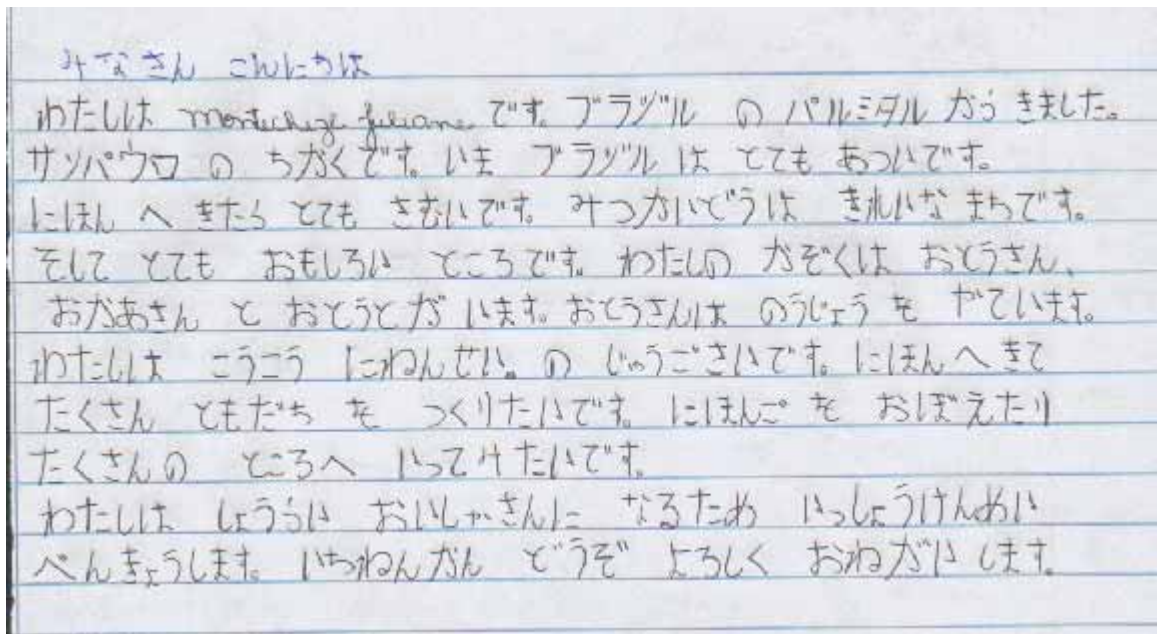 みなさん こんにちは
わたしは juliane です。ブラジル の パルミタル から きました。
サンパウロ の ちかくです。いま ブラジル は とても あついです。
にほん へ きたら とても さむいです。みつかいどうは きれいな まちです。
そして とても おもしろい ところです。わたしの かぞくは おとうさん、
おかあさん と おとうとが います。おとうさんは のうじょう を やています。
わたしは こうこう にねんせい。の じゅうごさいです。にほんへ きて
たくさん ともだち を つくりたいです。にほんご を おぼえたり
たくさんの ところへ いってみたいです。
わたしは しょうらい おいしゃさんに なるため いっしょうけんめい
べんきょうします。いちねんかん どうぞ よろしく おねがいします。